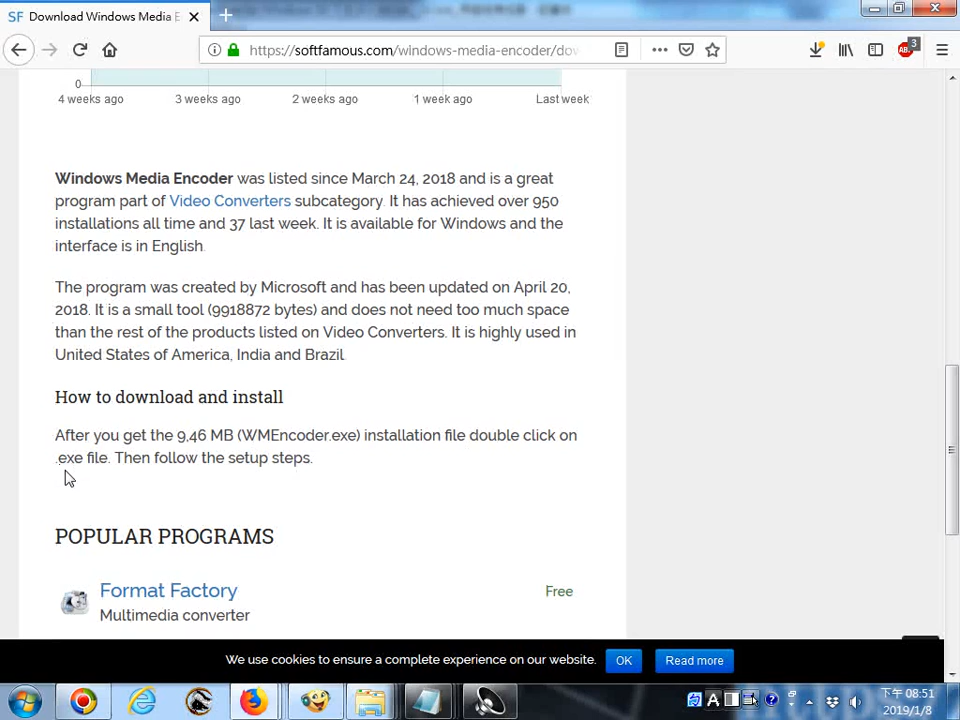 SF Download Windows Media E
https://softfamous.com/windows-media-encoder/do
ABP 3
0
4 weeks ago 3 weeks ago 2 weeks ago 1 week ago Last week
Windows Media Encoder was listed since March 24, 2018 and is a great
program part of Video Converters subcategory. It has achieved over 950
installations all time and 37 last week. It is available for Windows and the
interface is in English.
The program was created by Microsoft and has been updated on April 20,
2018. It is a small tool (9918872 bytes) and does not need too much space
than the rest of the products listed on Video Converters. It is highly used in
United States of America, India and Brazil.
How to download and install
After you get the 9,46 MB (WMEncoder.exe) installation file double click on
.exe file. Then follow the setup steps.
POPULAR PROGRAMS
Format Factory Free
Multimedia converter
We use cookies to ensure a complete experience on our website. OK Read more
A
下午 08:51
2019/1/8